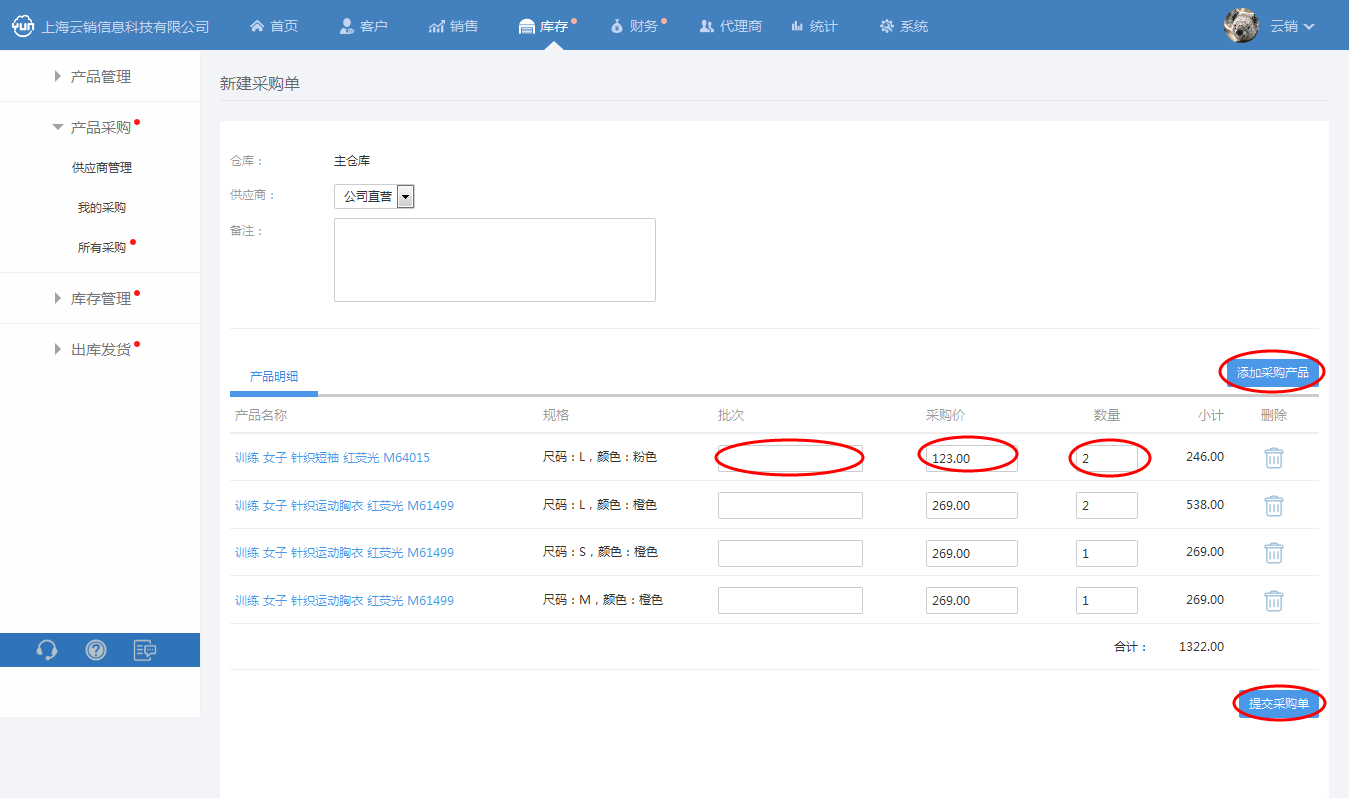 yun 上海云销信息科技有限公司 首页 客户 销售 库存 财务 代理商 统计 系统 云销
产品管理
产品采购
供应商管理
我的采购
所有采购
库存管理
出库发货
新建采购单
仓库：
主仓库
供应商：
公司直营
备注：
产品明细
添加采购产品
产品名称 规格 批次 采购价 数量 小计 删除
训练 女子 针织短袖 红荧光 M64015 尺码：L，颜色：粉色 123.00 2 246.00
训练 女子 针织运动胸衣 红荧光 M61499 尺码：L，颜色：橙色 269.00 2 538.00
训练 女子 针织运动胸衣 红荧光 M61499 尺码：S，颜色：橙色 269.00 1 269.00
训练 女子 针织运动胸衣 红荧光 M61499 尺码：M，颜色：橙色 269.00 1 269.00
合计： 1322.00
提交采购单